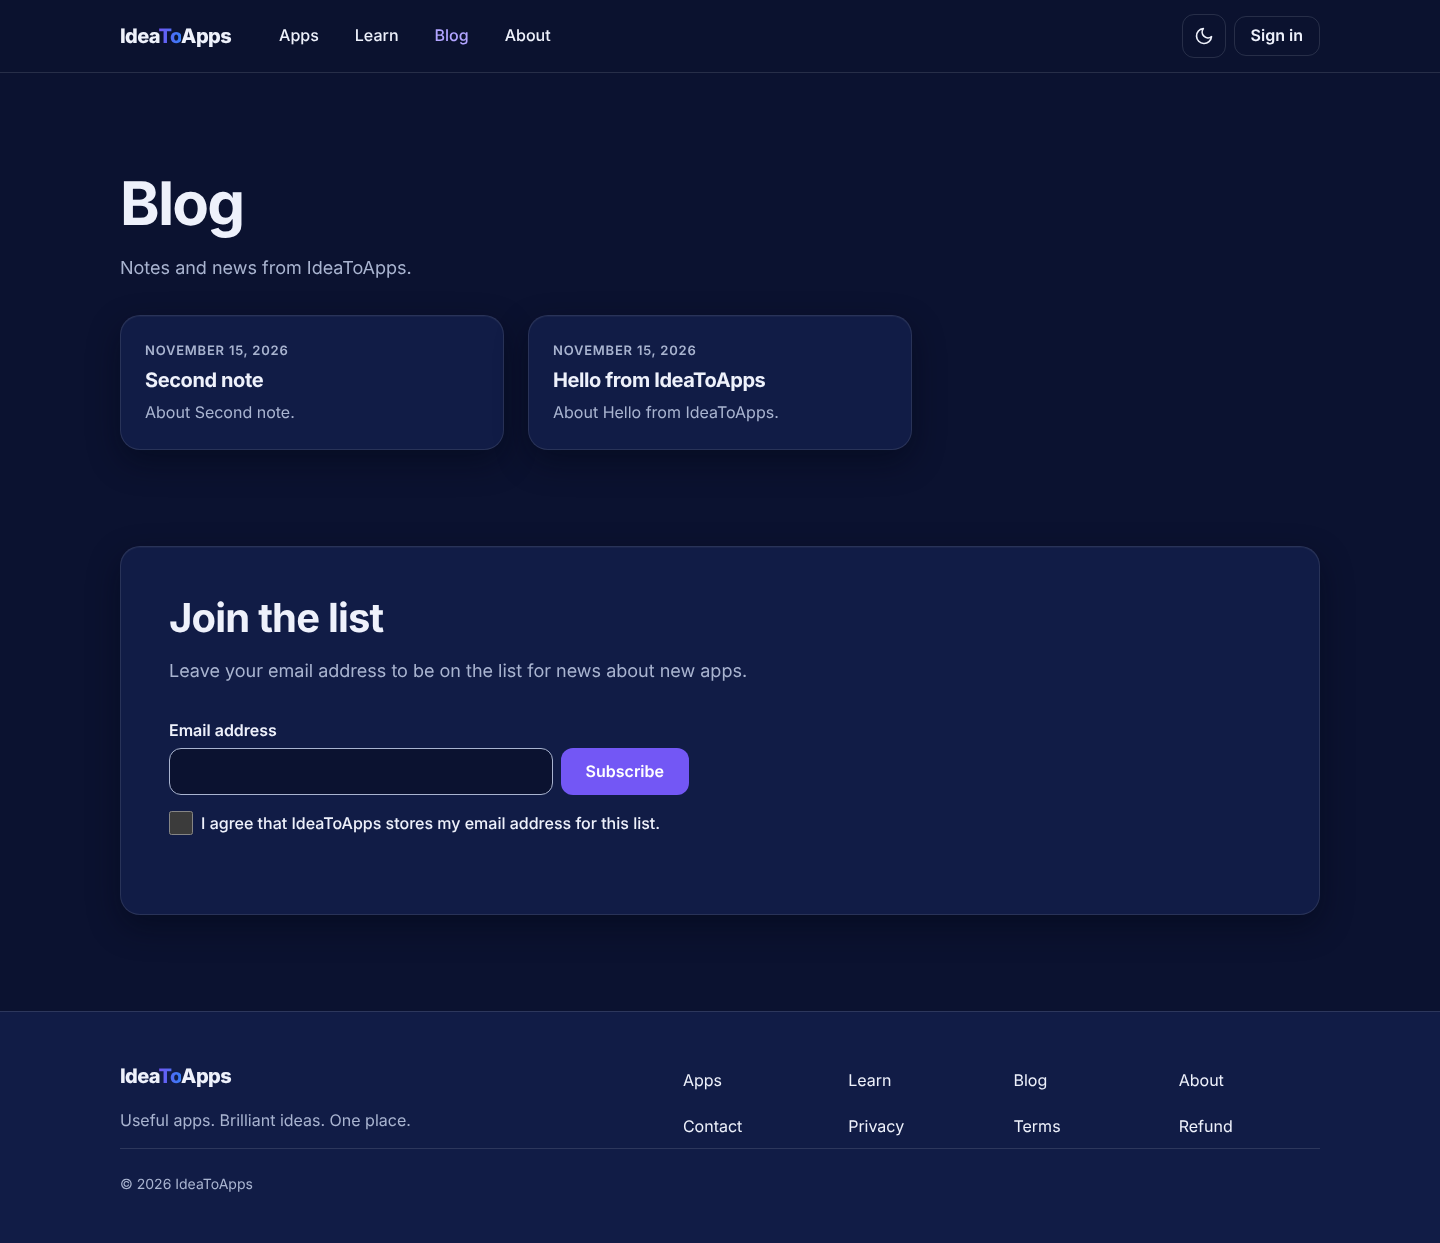 IdeaToApps
Apps
Learn
Blog
About
Sign in
Blog
Notes and news from IdeaToApps.
NOVEMBER 15, 2026
Second note
About Second note.
NOVEMBER 15, 2026
Hello from IdeaToApps
About Hello from IdeaToApps.
Join the list
Leave your email address to be on the list for news about new apps.
Email address
Subscribe
I agree that IdeaToApps stores my email address for this list.
IdeaToApps
Useful apps. Brilliant ideas. One place.
Apps
Learn
Blog
About
Contact
Privacy
Terms
Refund
© 2026 IdeaToApps